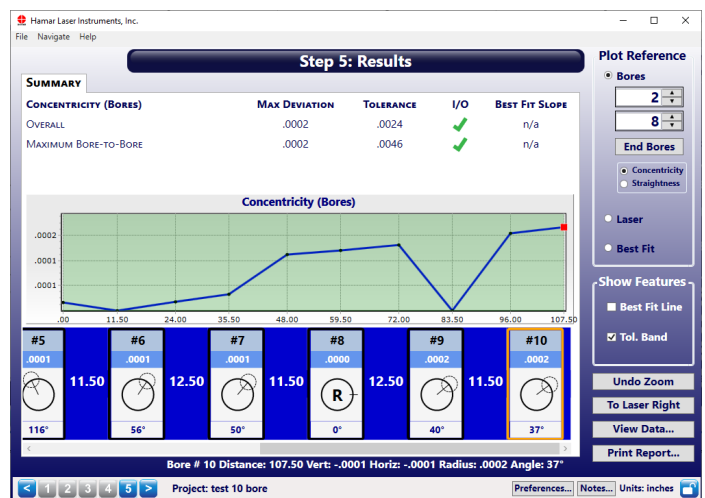 Hamar Laser Instruments, Inc.
File Navigate Help
Step 5: Results
Summary
Concentricity (Bores) Max Deviation Tolerance I/O Best Fit Slope
Overall .0002 .0024 n/a
Maximum Bore-to-Bore .0002 .0046 n/a
Concentricity (Bores)
.0002
.0001
.0001
.00 11.50 24.00 35.50 48.00 59.50 72.00 83.50 96.00 107.50
#5 #6 #7 #8 #9 #10
.0001 .0001 .0001 .0000 .0002 .0002
11.50 12.50 11.50 R 12.50 11.50
116° 56° 50° 0° 40° 37°
Bore # 10 Distance: 107.50 Vert: -.0001 Horiz: -.0001 Radius: .0002 Angle: 37°
< 1 2 3 4 5 > Project: test 10 bore Preferences... Notes... Units: inches
Plot Reference
Bores
2
8
End Bores
Concentricity
Straightness
Laser
Best Fit
Show Features
Best Fit Line
Tol. Band
Undo Zoom
To Laser Right
View Data...
Print Report...